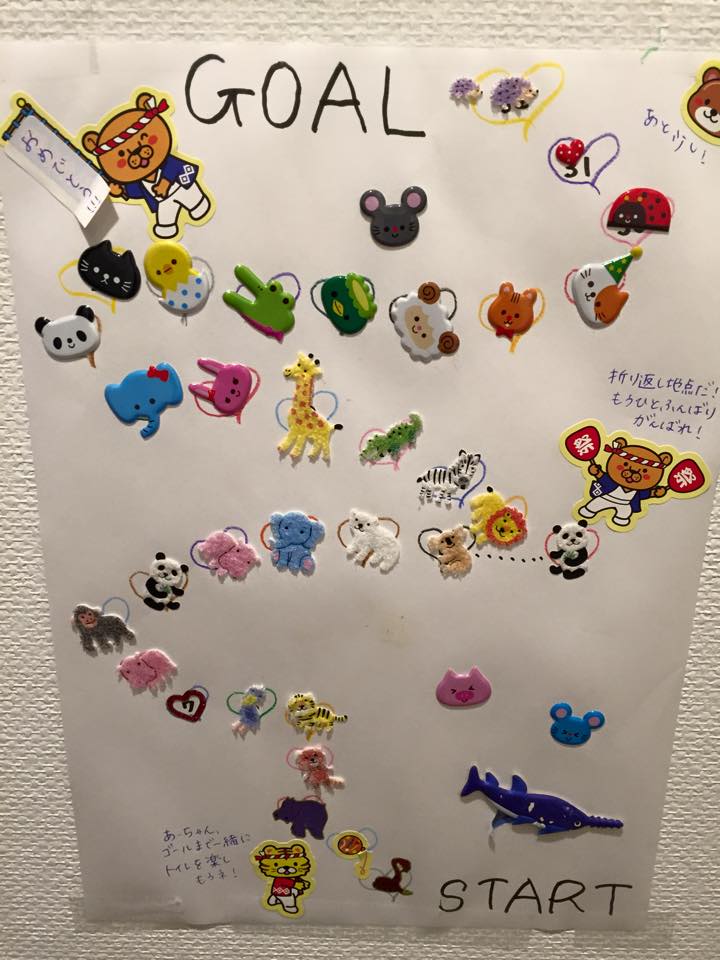 GOAL
おめでとう!!!
あと少し!
31
折り返し地点だ!
もうひとふんばり
がんばれ!
祭
祭
7
あーちゃん、
ゴールまで一緒に
トイレを楽し
もうネ!
START